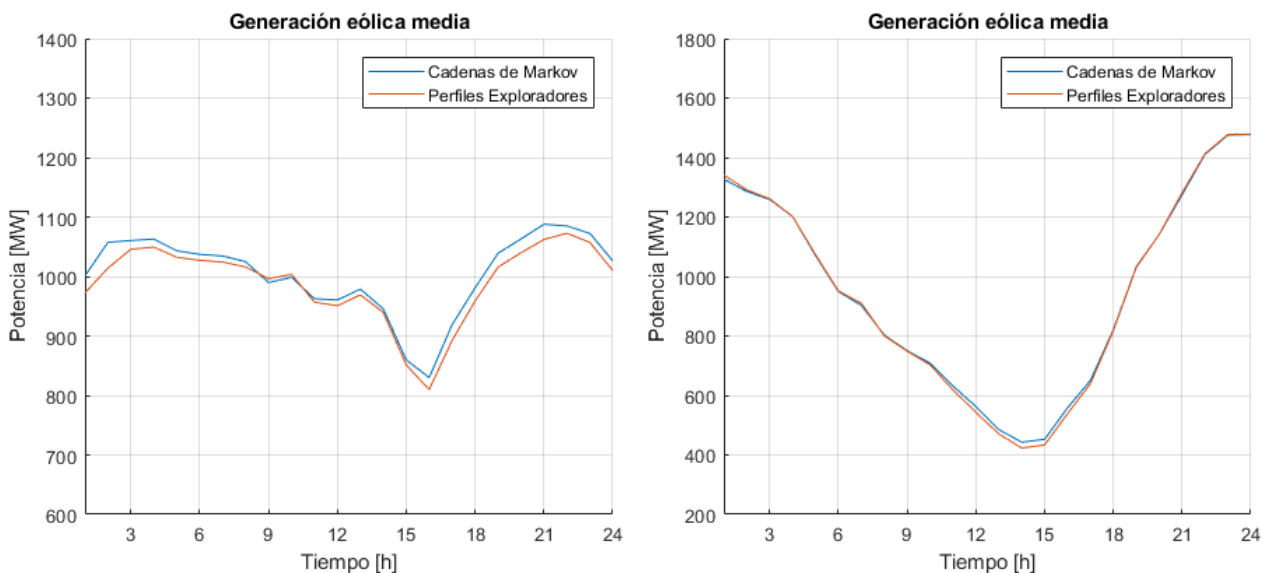 Generación eólica media
1400
1300
1200
1100
1000
900
800
700
600
Potencia [MW]
Cadenas de Markov
Perfiles Exploradores
3 6 9 12 15 18 21 24
Tiempo [h]
Generación eólica media
1800
1600
1400
1200
1000
800
600
400
200
Potencia [MW]
Cadenas de Markov
Perfiles Exploradores
3 6 9 12 15 18 21 24
Tiempo [h]